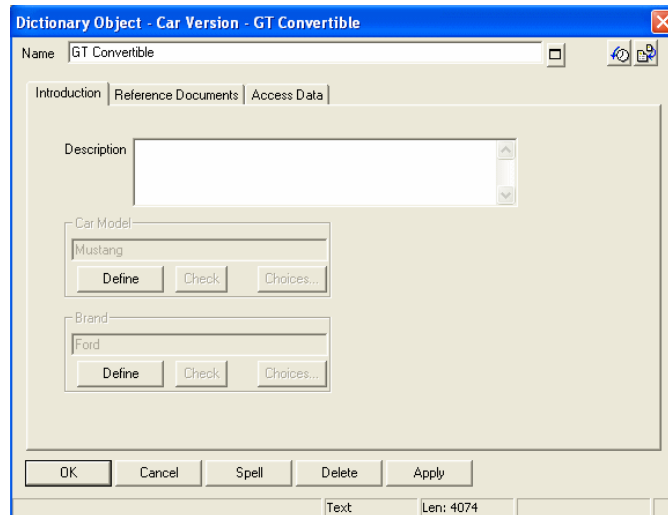 Dictionary Object - Car Version - GT Convertible
Name GT Convertible
Introduction Reference Documents Access Data
Description
Car Model
Mustang
Define Check Choices...
Brand
Ford
Define Check Choices...
OK Cancel Spell Delete Apply
Text Len: 4074